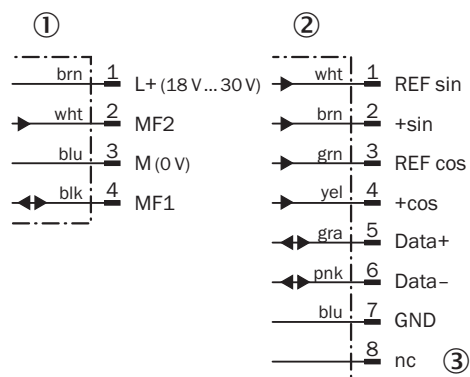 ①
brn 1 L+ (18 V... 30 V)
wht 2 MF2
blu 3 M (0 V)
blk 4 MF1
②
wht 1 REF sin
brn 2 +sin
grn 3 REF cos
yel 4 +cos
gra 5 Data+
pnk 6 Data–
blu 7 GND
8 nc ③